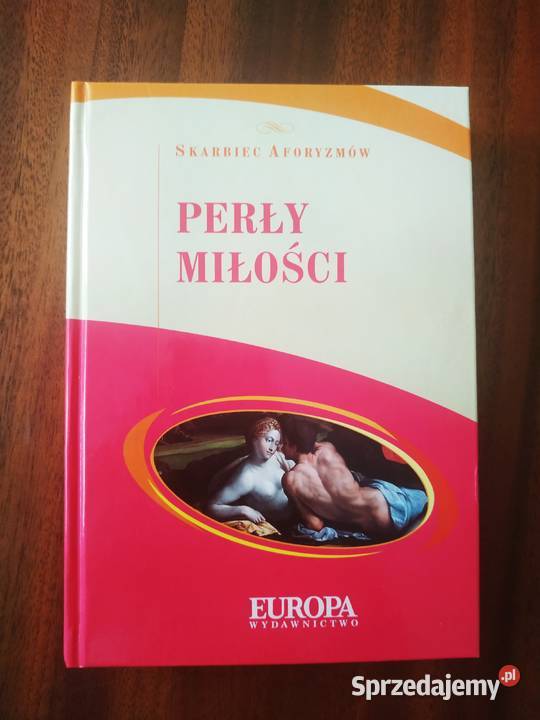 Skarbiec Aforyzmów
PERŁY
MIŁOŚCI
EUROPA
WYDAWNICTWO
Sprzedajemy.pl